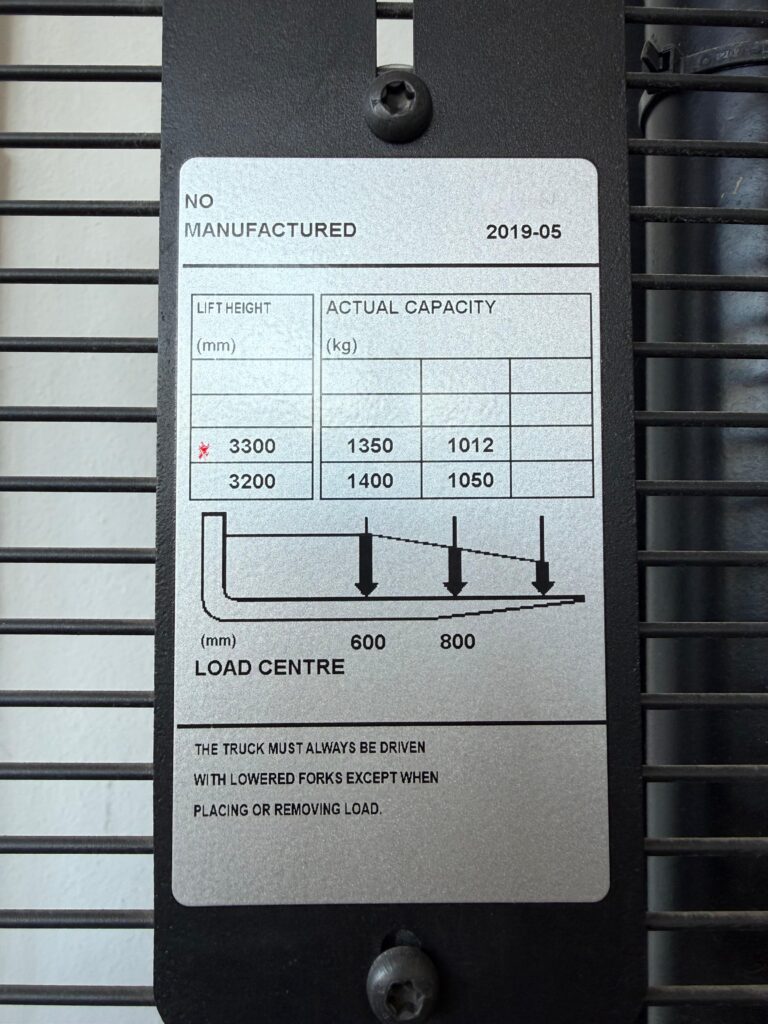 NO
MANUFACTURED 2019-05
LIFT HEIGHT ACTUAL CAPACITY
(mm) (kg)
3300 1350 1012
3200 1400 1050
(mm) 600 800
LOAD CENTRE
THE TRUCK MUST ALWAYS BE DRIVEN
WITH LOWERED FORKS EXCEPT WHEN
PLACING OR REMOVING LOAD.